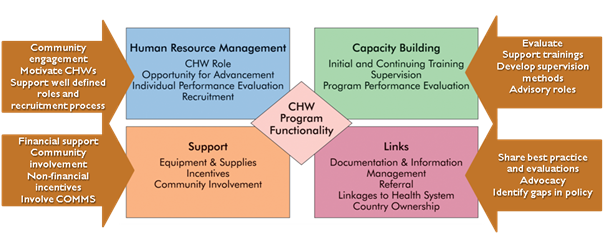 Community
engagement
Motivate CHWs
Support well defined
roles and
recruitment process
Human Resource Management
CHW Role
Opportunity for Advancement
Individual Performance Evaluation
Recruitment
Capacity Building
Initial and Continuing Training
Supervision
Program Performance Evaluation
Evaluate
Support trainings
Develop supervision
methods
Advisory roles
CHW
Program
Functionality
Financial support
Community
involvement
Non-financial
incentives
Involve COMMS
Support
Equipment & Supplies
Incentives
Community Involvement
Links
Documentation & Information
Management
Referral
Linkages to Health System
Country Ownership
Share best practice
and evaluations
Advocacy
Identify gaps in policy